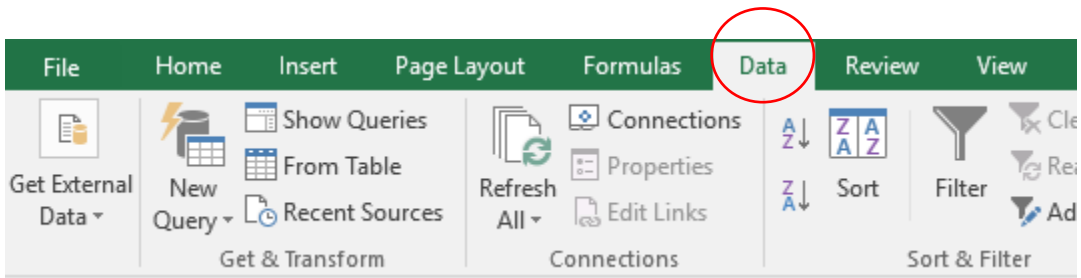 File Home Insert Page Layout Formulas Data Review View
Show Queries
From Table
Recent Sources
Get External
Data
New
Query
Get & Transform
Connections
Properties
Edit Links
Refresh
All
Connections
A
Z
Z
A
Z A
A Z
Sort
Filter
Sort & Filter